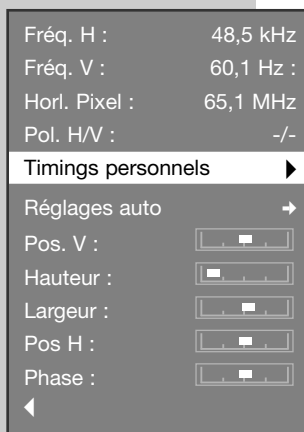 Fréq. H : 48,5 kHz
Fréq. V : 60,1 Hz :
Horl. Pixel : 65,1 MHz
Pol. H/V : -/-
Timings personnels
Réglages auto
Pos. V :
Hauteur :
Largeur :
Pos H :
Phase :